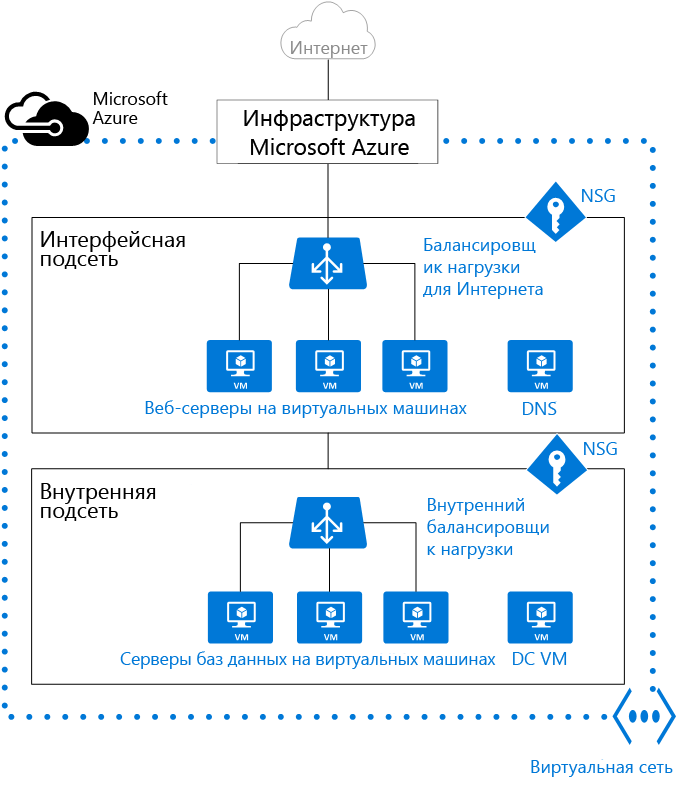 Интернет
Microsoft
Azure
Инфраструктура
Microsoft Azure
NSG
Интерфейсная
подсеть
Балансировщ
ик нагрузки
для Интернета
VM
VM
VM
VM
Веб-серверы на виртуальных машинах
DNS
NSG
Внутренняя
подсеть
Внутренний
балансировщи
к нагрузки
VM
VM
VM
VM
Серверы баз данных на виртуальных машинах
DC VM
Виртуальная сеть